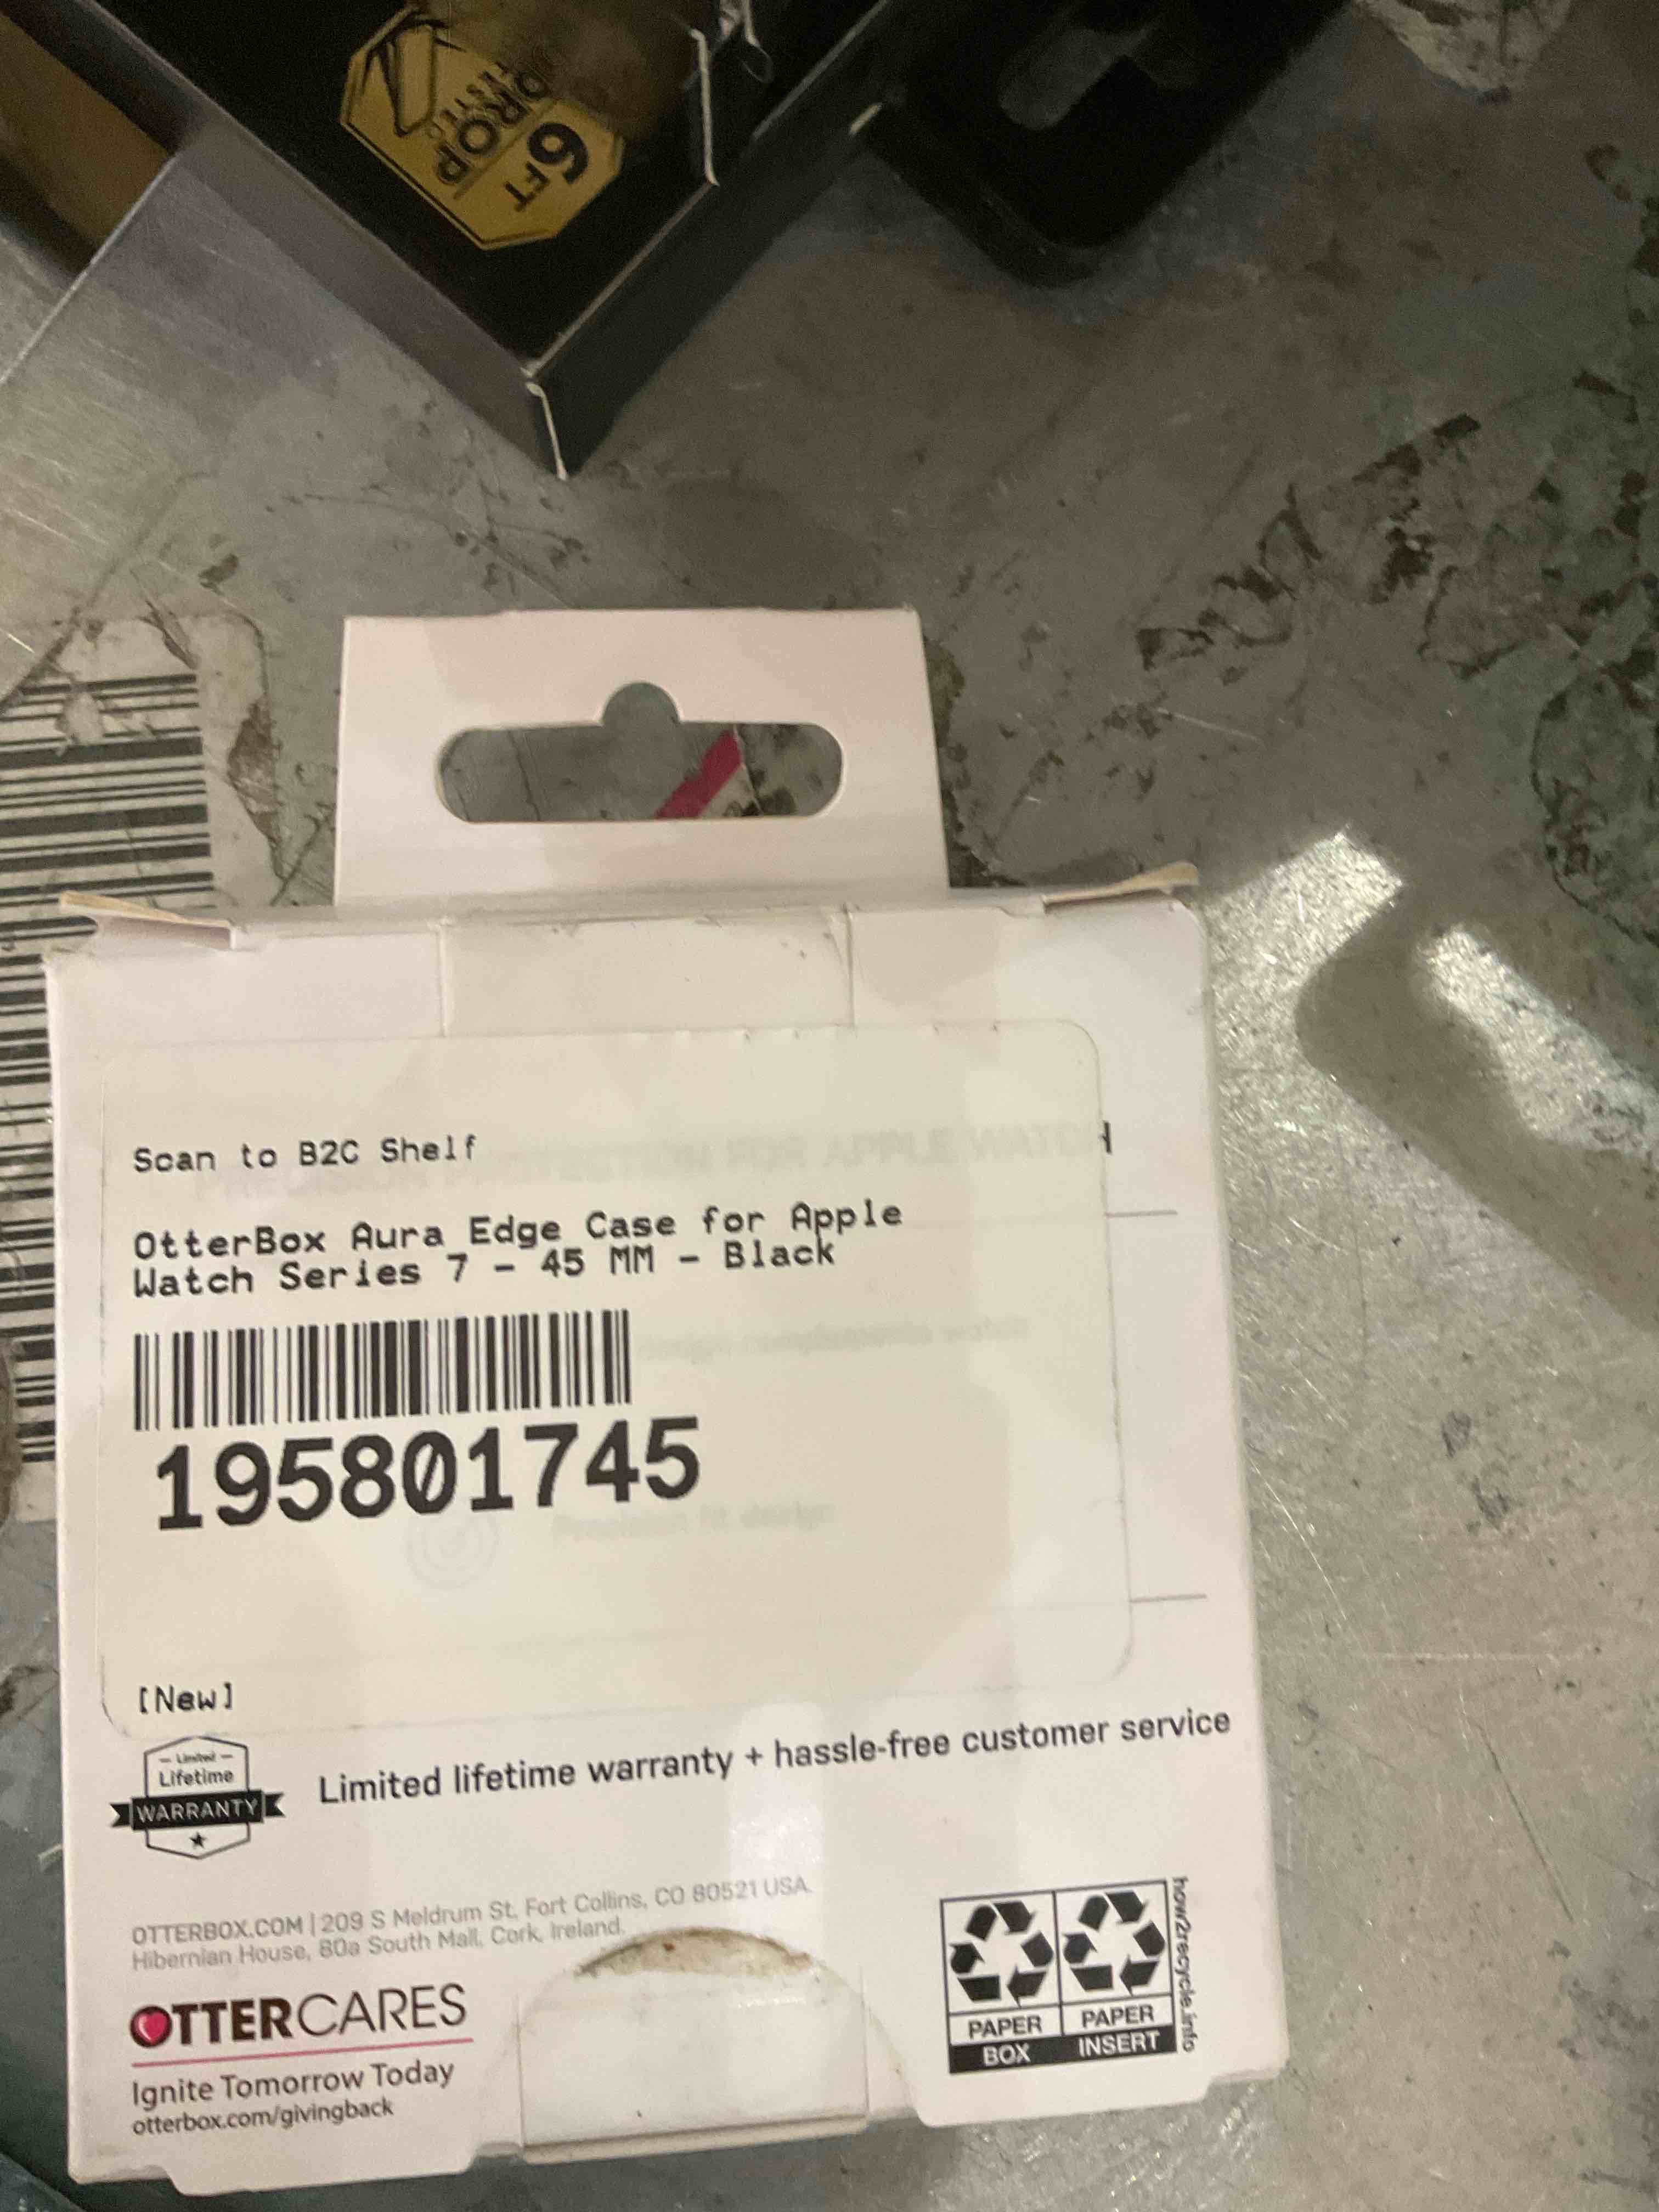 6FT
DROP
TESTED
Scan to B2C Shelf
OtterBox Aura Edge Case for Apple
Watch Series 7 - 45 MM - Black
195801745
[New]
Limited
Lifetime
WARRANTY
Limited lifetime warranty + hassle-free customer service
OTTERBOX.COM | 209 S Meldrum St, Fort Collins, CO 80521 USA.
Hibernian House, 80a South Mall, Cork, Ireland.
OTTERCARES
Ignite Tomorrow Today
otterbox.com/givingback
PAPER
BOX
PAPER
INSERT
how2recycle.info